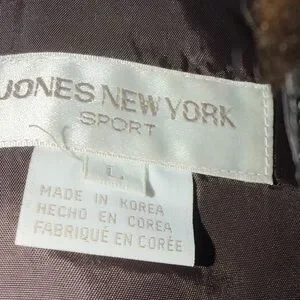 JONES NEW YORK
SPORT
L
MADE IN KOREA
HECHO EN COREA
FABRIQUÉ EN CORÉE